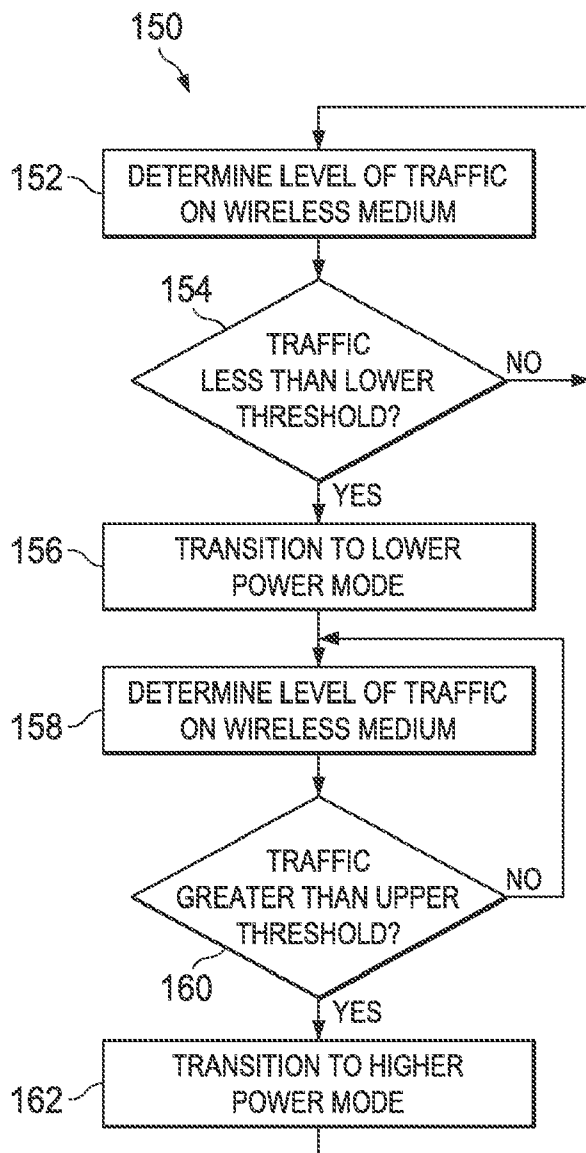 150
152
DETERMINE LEVEL OF TRAFFIC
ON WIRELESS MEDIUM
154
TRAFFIC
LESS THAN LOWER
THRESHOLD?
NO
YES
156
TRANSITION TO LOWER
POWER MODE
158
DETERMINE LEVEL OF TRAFFIC
ON WIRELESS MEDIUM
TRAFFIC
GREATER THAN UPPER
THRESHOLD?
NO
160
YES
162
TRANSITION TO HIGHER
POWER MODE